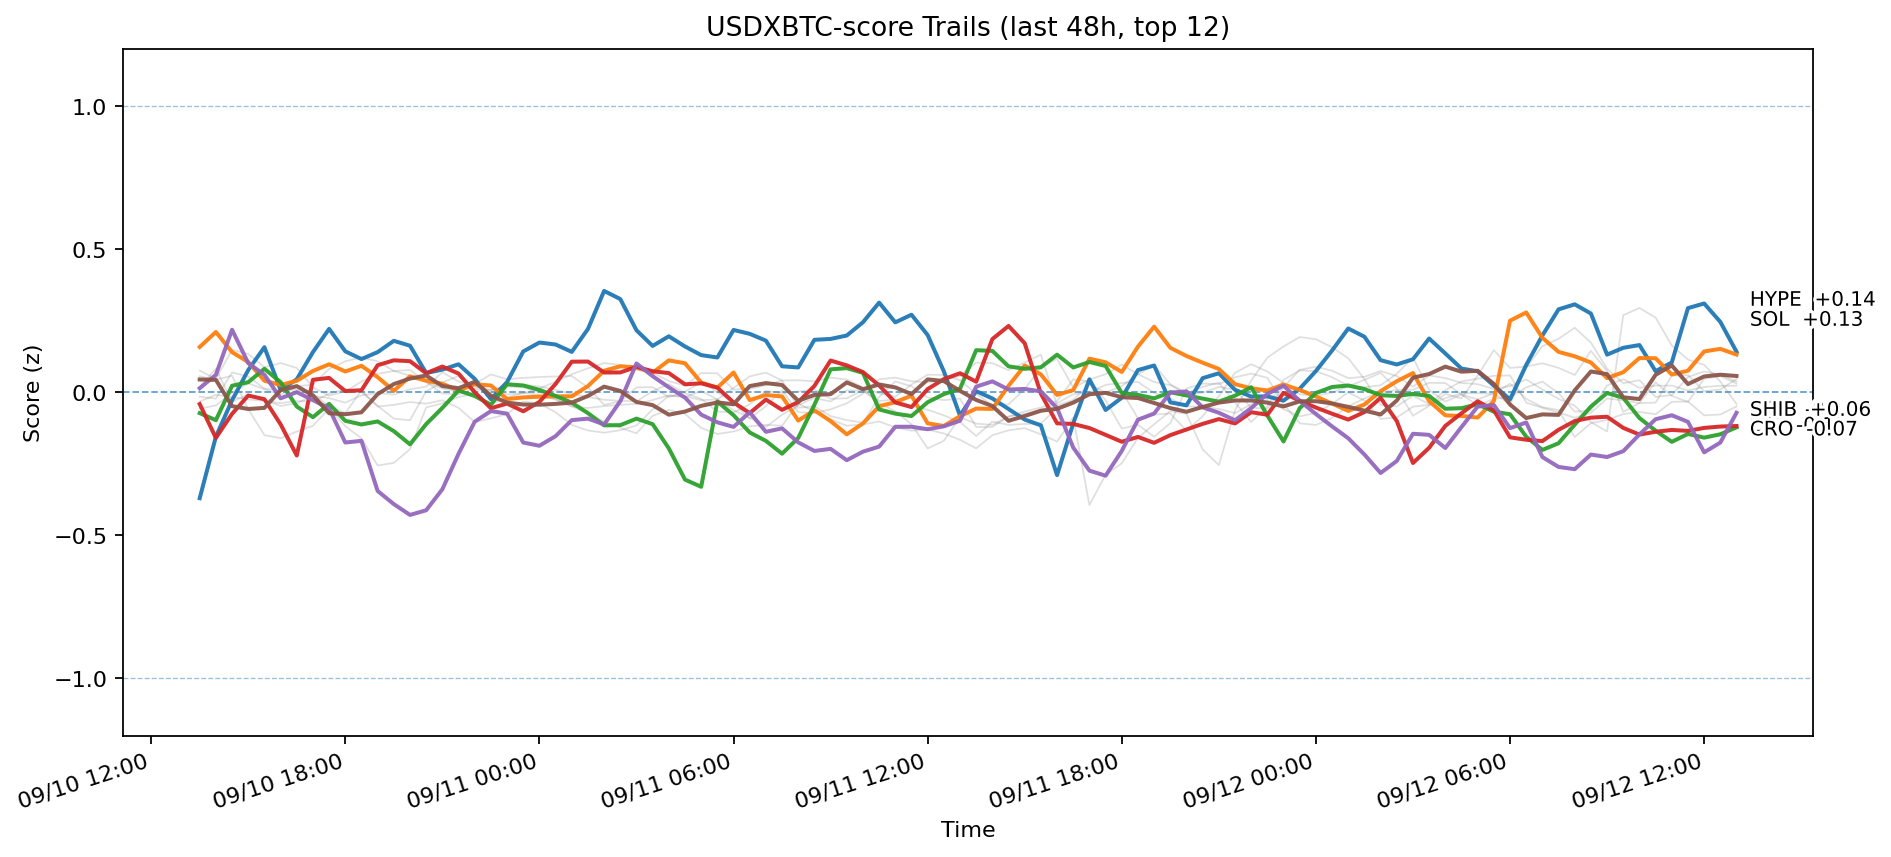 USDXBTC-score Trails (last 48h, top 12)
Score (z)
1.0
0.5
0.0
−0.5
−1.0
HYPE +0.14
SOL +0.13
SHIB +0.06
CRO -0.07
09/10 12:00
09/10 18:00
09/11 00:00
09/11 06:00
09/11 12:00
09/11 18:00
09/12 00:00
09/12 06:00
09/12 12:00
Time